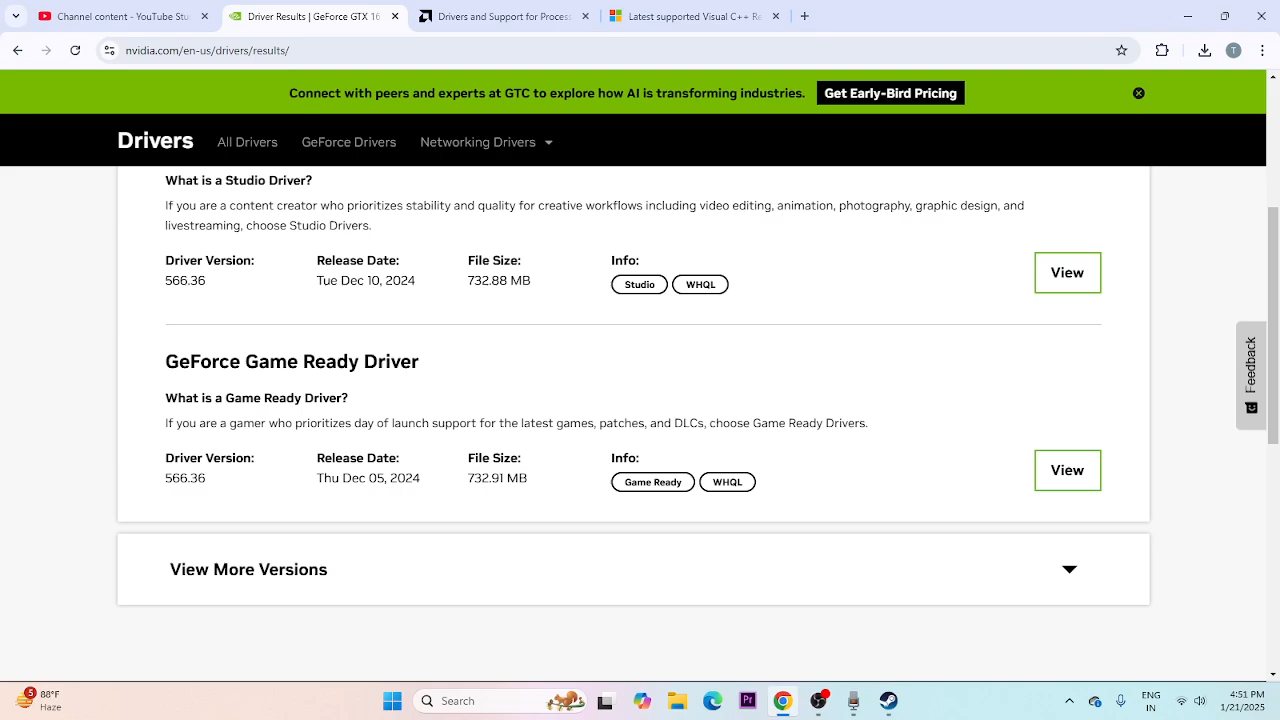 Channel content - YouTube
GeForce GTX 16
Drivers and Support for Process
Latest supported Visual C++ Re
nvidia.com/en-us/drivers/results/
T
Connect with peers and experts at GTC to explore how AI is transforming industries.
Get Early-Bird Pricing
Drivers
All Drivers
GeForce Drivers
Networking Drivers
What is a Studio Driver?
If you are a content creator who prioritizes stability and quality for creative workflows including video editing, animation, photography, graphic design, and
livestreaming, choose Studio Drivers.
Driver Version: Release Date: File Size: Info:
566.36 Tue Dec 10, 2024 732.88 MB Studio WHQL
View
GeForce Game Ready Driver
What is a Game Ready Driver?
If you are a gamer who prioritizes day of launch support for the latest games, patches, and DLCs, choose Game Ready Drivers.
Driver Version: Release Date: File Size: Info:
566.36 Thu Dec 05, 2024 732.91 MB Game Ready WHQL
View
View More Versions
Feedback
5
88°F
Haze
Search
Pr
ENG
IN
4:51 PM
1/21/2025